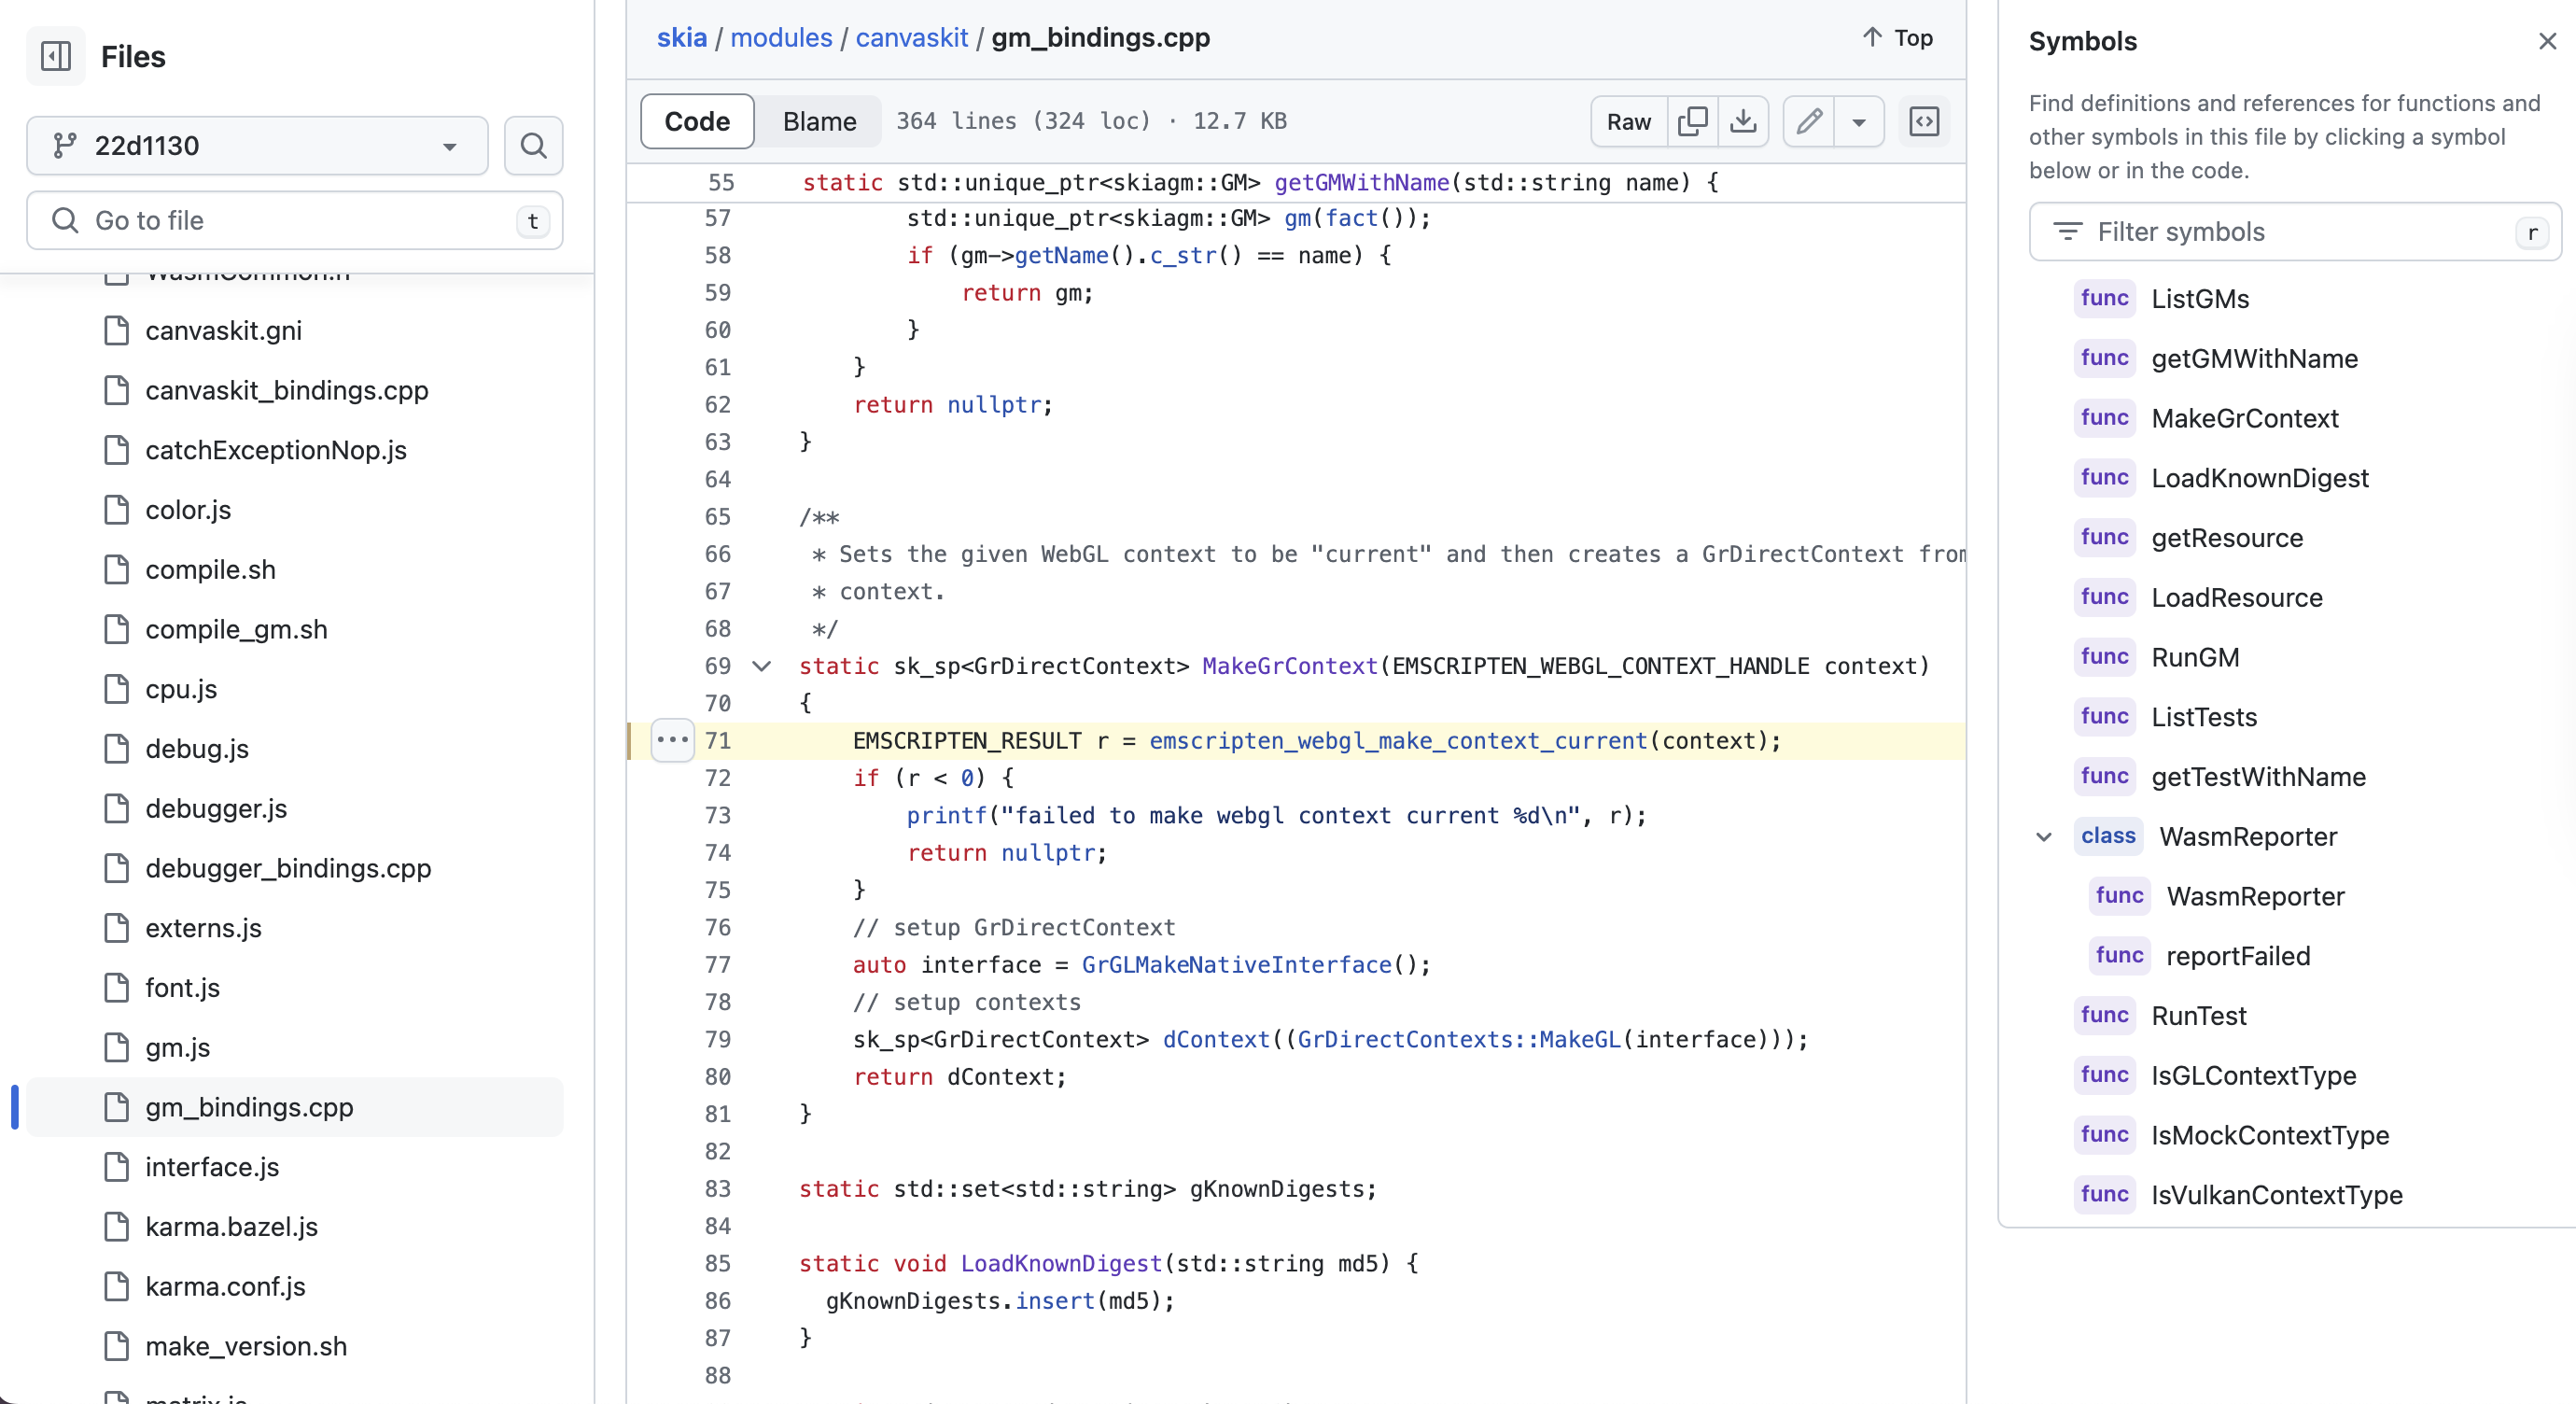 Files
22d1130
Go to file t
WasmCommon.h
canvaskit.gni
canvaskit_bindings.cpp
catchExceptionNop.js
color.js
compile.sh
compile_gm.sh
cpu.js
debug.js
debugger.js
debugger_bindings.cpp
externs.js
font.js
gm.js
gm_bindings.cpp
interface.js
karma.bazel.js
karma.conf.js
make_version.sh
matrix.js
skia / modules / canvaskit / gm_bindings.cpp
Top
Code Blame 364 lines (324 loc) · 12.7 KB Raw
55 static std::unique_ptr<skiagm::GM> getGMWithName(std::string name) {
57 std::unique_ptr<skiagm::GM> gm(fact());
58 if (gm->getName().c_str() == name) {
59 return gm;
60 }
61 }
62 return nullptr;
63 }
64
65 /**
66 * Sets the given WebGL context to be "current" and then creates a GrDirectContext from
67 * context.
68 */
69 static sk_sp<GrDirectContext> MakeGrContext(EMSCRIPTEN_WEBGL_CONTEXT_HANDLE context)
70 {
71 EMSCRIPTEN_RESULT r = emscripten_webgl_make_context_current(context);
72 if (r < 0) {
73 printf("failed to make webgl context current %d\n", r);
74 return nullptr;
75 }
76 // setup GrDirectContext
77 auto interface = GrGLMakeNativeInterface();
78 // setup contexts
79 sk_sp<GrDirectContext> dContext((GrDirectContexts::MakeGL(interface)));
80 return dContext;
81 }
82
83 static std::set<std::string> gKnownDigests;
84
85 static void LoadKnownDigest(std::string md5) {
86 gKnownDigests.insert(md5);
87 }
88
Symbols
Find definitions and references for functions and
other symbols in this file by clicking a symbol
below or in the code.
Filter symbols r
func ListGMs
func getGMWithName
func MakeGrContext
func LoadKnownDigest
func getResource
func LoadResource
func RunGM
func ListTests
func getTestWithName
class WasmReporter
func WasmReporter
func reportFailed
func RunTest
func IsGLContextType
func IsMockContextType
func IsVulkanContextType